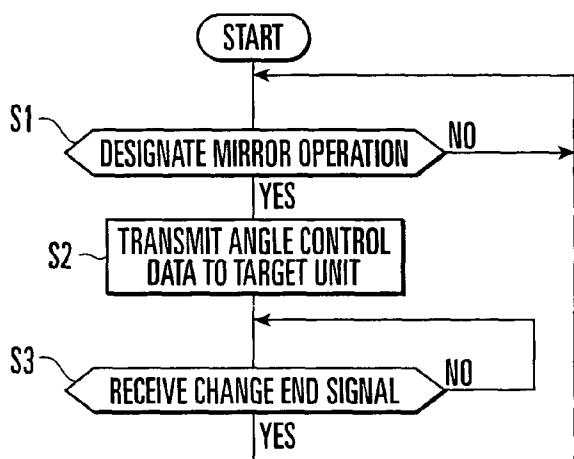 START
S1
DESIGNATE MIRROR OPERATION
NO
YES
S2
TRANSMIT ANGLE CONTROL
DATA TO TARGET UNIT
S3
RECEIVE CHANGE END SIGNAL
NO
YES